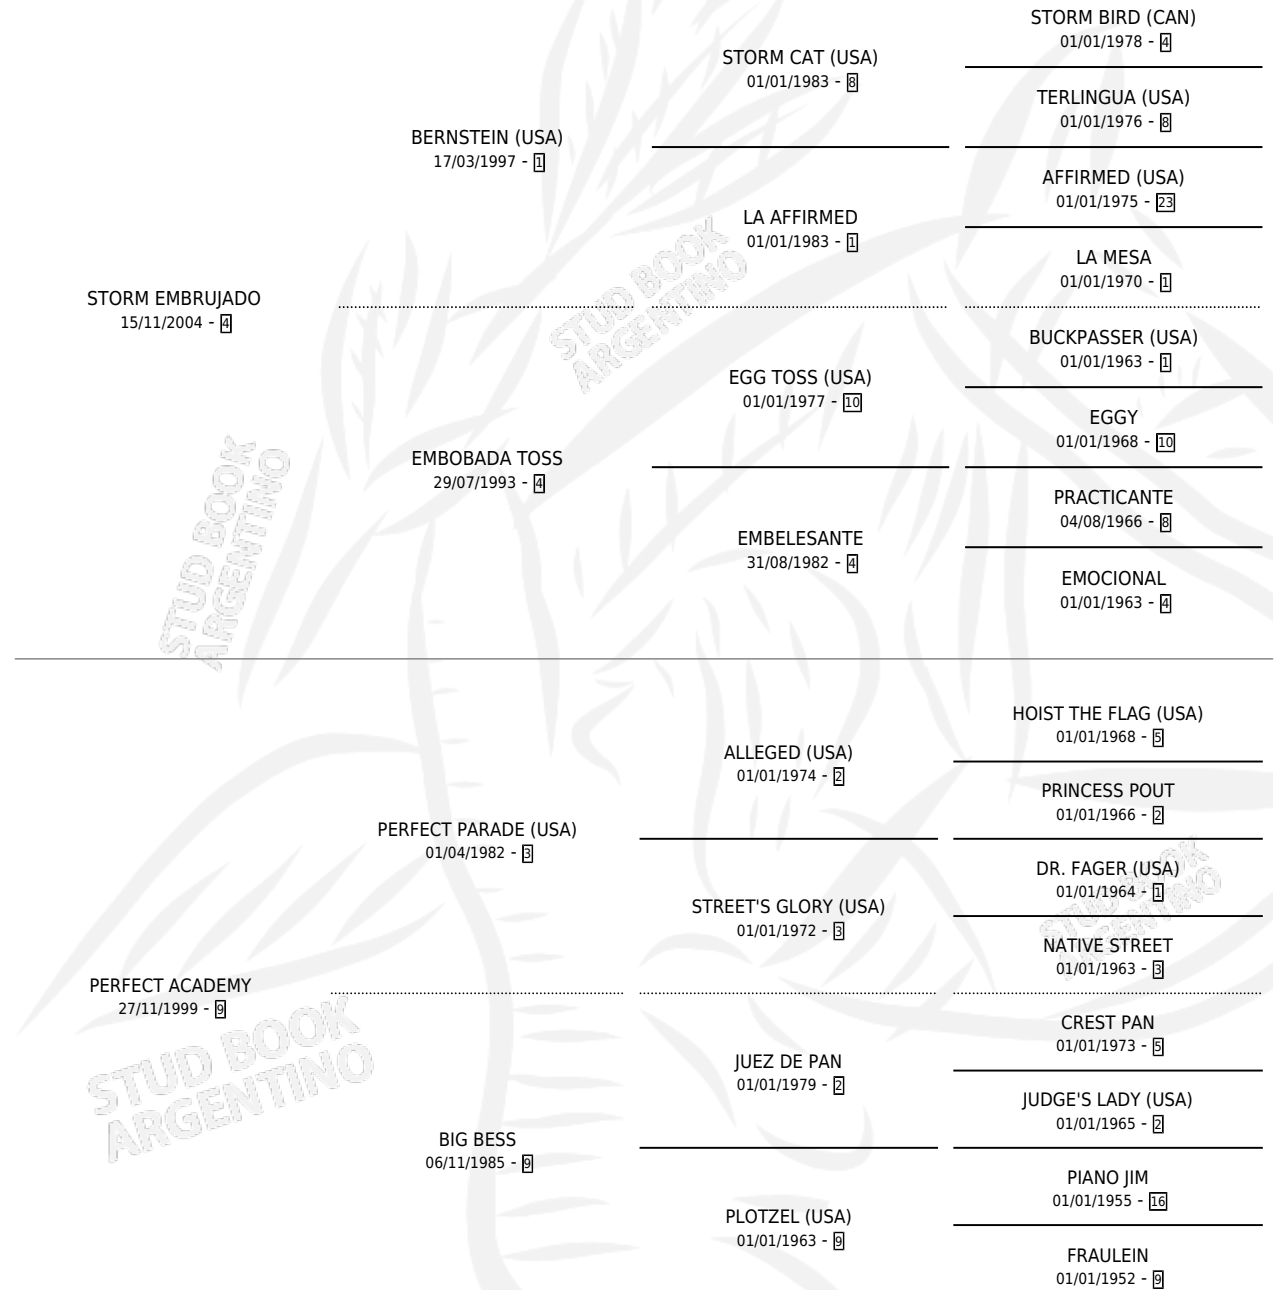 STORM BIRD (CAN)
01/01/1978 - 4
STORM CAT (USA)
01/01/1983 - 8
TERLINGUA (USA)
01/01/1976 - 8
BERNSTEIN (USA)
17/03/1997 - 1
AFFIRMED (USA)
01/01/1975 - 23
LA AFFIRMED
01/01/1983 - 1
LA MESA
01/01/1970 - 1
STORM EMBRUJADO
15/11/2004 - 4
STUD BOOK
ARGENTINO
BUCKPASSER (USA)
01/01/1963 - 1
EGG TOSS (USA)
01/01/1977 - 10
EGGY
01/01/1968 - 10
EMBOBADA TOSS
29/07/1993 - 4
PRACTICANTE
04/08/1966 - 8
EMBELESANTE
31/08/1982 - 4
EMOCIONAL
01/01/1963 - 4
STUD BOOK
ARGENTINO
HOIST THE FLAG (USA)
01/01/1968 - 5
ALLEGED (USA)
01/01/1974 - 2
PRINCESS POUT
01/01/1966 - 2
PERFECT PARADE (USA)
01/04/1982 - 3
DR. FAGER (USA)
01/01/1964 - 1
STREET'S GLORY (USA)
01/01/1972 - 3
STUD BOOK
ARGENTINO
NATIVE STREET
01/01/1963 - 3
PERFECT ACADEMY
27/11/1999 - 9
STUD BOOK
ARGENTINO
CREST PAN
01/01/1973 - 5
JUEZ DE PAN
01/01/1979 - 2
JUDGE'S LADY (USA)
01/01/1965 - 2
BIG BESS
06/11/1985 - 9
PIANO JIM
01/01/1955 - 16
PLOTZEL (USA)
01/01/1963 - 9
FRAULEIN
01/01/1952 - 9